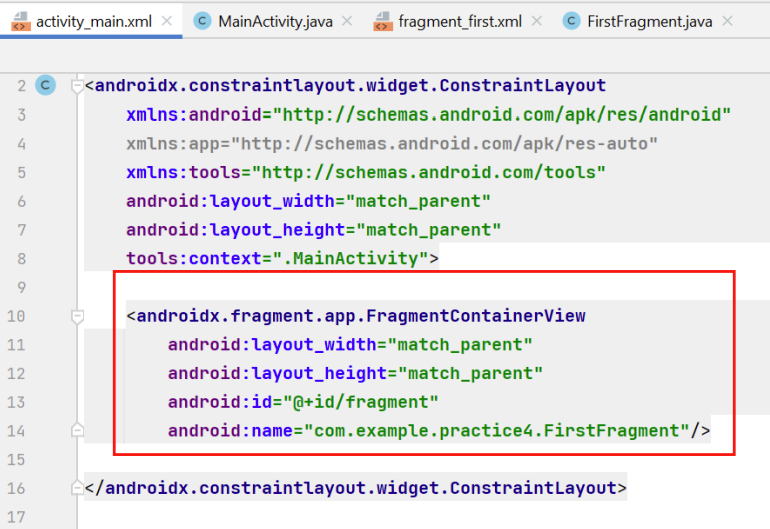 activity_main.xml MainActivity.java fragment_first.xml FirstFragment.java
2 C <androidx.constraintlayout.widget.ConstraintLayout
3 xmlns:android="http://schemas.android.com/apk/res/android"
4 xmlns:app="http://schemas.android.com/apk/res-auto"
5 xmlns:tools="http://schemas.android.com/tools"
6 android:layout_width="match_parent"
7 android:layout_height="match_parent"
8 tools:context=".MainActivity">
9
10 <androidx.fragment.app.FragmentContainerView
11 android:layout_width="match_parent"
12 android:layout_height="match_parent"
13 android:id="@+id/fragment"
14 android:name="com.example.practice4.FirstFragment"/>
15
16 </androidx.constraintlayout.widget.ConstraintLayout>
17